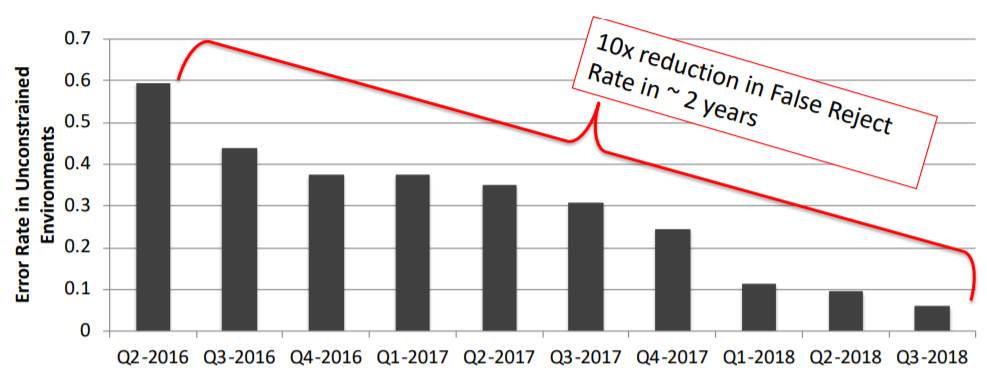 Error Rate in Unconstrained
Environments
0.7
0.6
0.5
0.4
0.3
0.2
0.1
0
10x reduction in False Reject
Rate in ~ 2 years
Q2-2016 Q3-2016 Q4-2016 Q1-2017 Q2-2017 Q3-2017 Q4-2017 Q1-2018 Q2-2018 Q3-2018